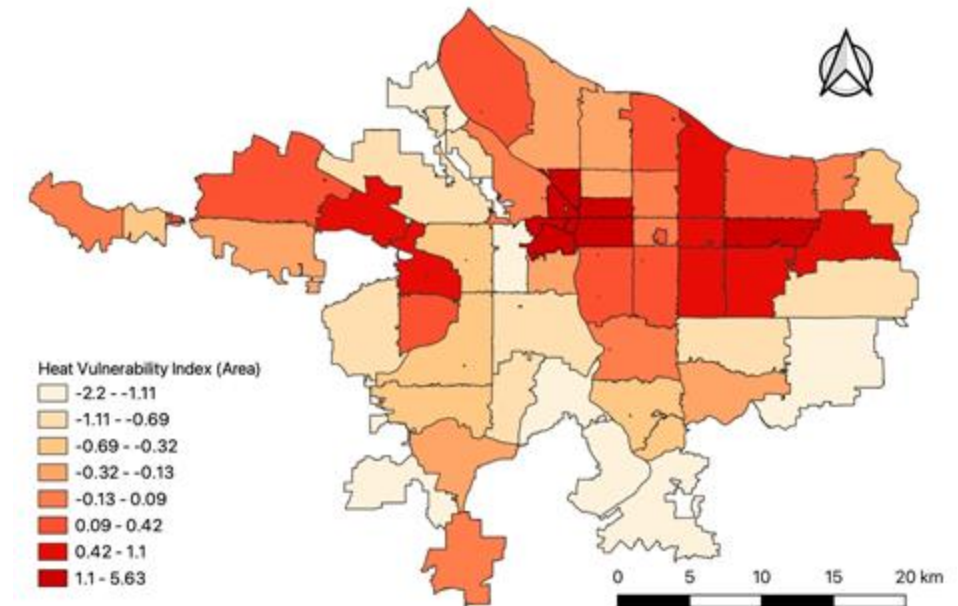 Heat Vulnerability Index (Area)
-2.2 - -1.11
-1.11 - -0.69
-0.69 - -0.32
-0.32 - -0.13
-0.13 - 0.09
0.09 - 0.42
0.42 - 1.1
1.1 - 5.63
0 5 10 15 20 km